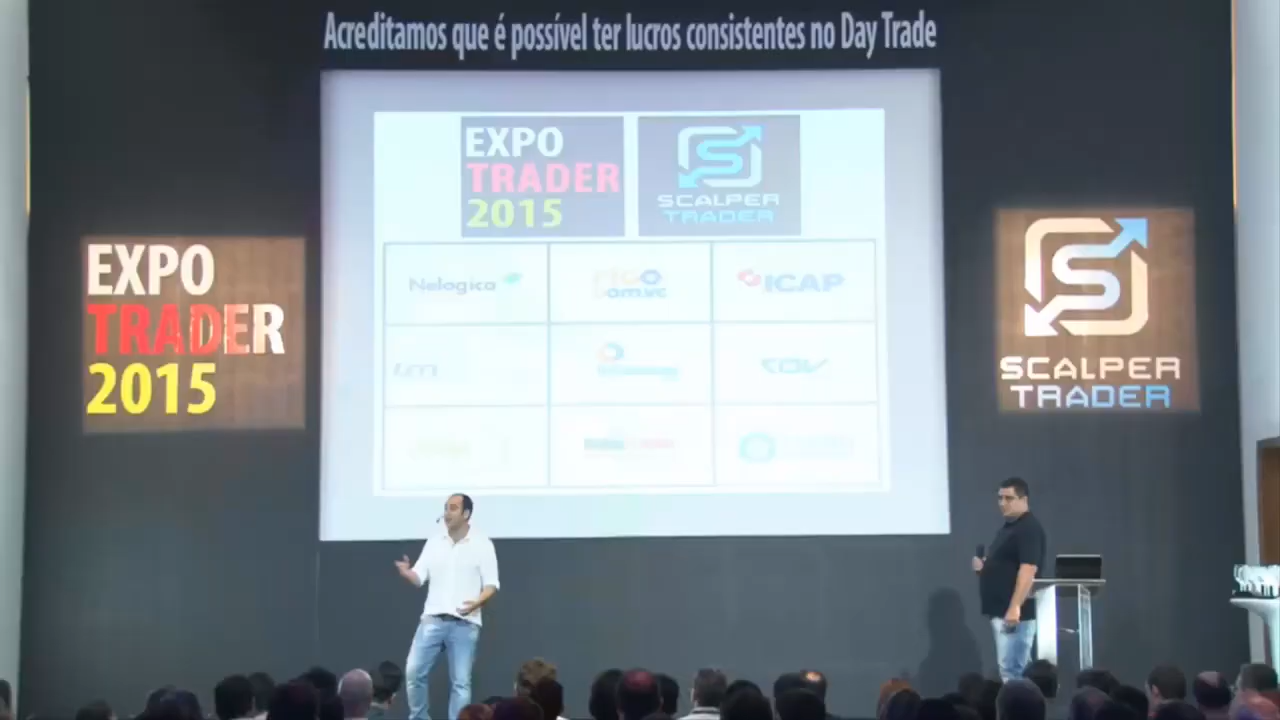 Acreditamos que é possível ter lucros consistentes no Day Trade
EXPO
TRADER
2015
SCALPER
TRADER
Nelogica
ICAP
EXPO
TRADER
2015
SCALPER
TRADER